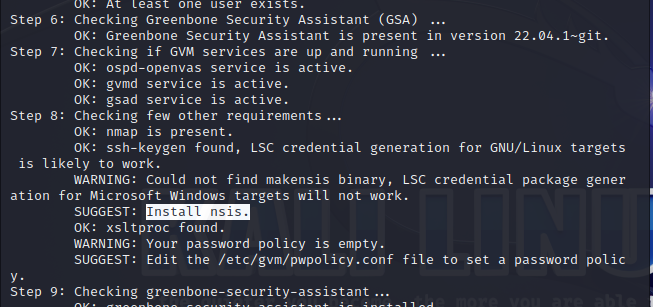 OK: At least one user exists.
Step 6: Checking Greenbone Security Assistant (GSA) ...
OK: Greenbone Security Assistant is present in version 22.04.1~git.
Step 7: Checking if GVM services are up and running ...
OK: ospd-openvas service is active.
OK: gvmd service is active.
OK: gsad service is active.
Step 8: Checking few other requirements...
OK: nmap is present.
OK: ssh-keygen found, LSC credential generation for GNU/Linux targets
is likely to work.
WARNING: Could not find makensis binary, LSC credential package gener
ation for Microsoft Windows targets will not work.
SUGGEST: Install nsis.
OK: xsltproc found.
WARNING: Your password policy is empty.
SUGGEST: Edit the /etc/gvm/pwpolicy.conf file to set a password polic
y.
Step 9: Checking greenbone-security-assistant...
OK: greenbone-security-assistant is installed